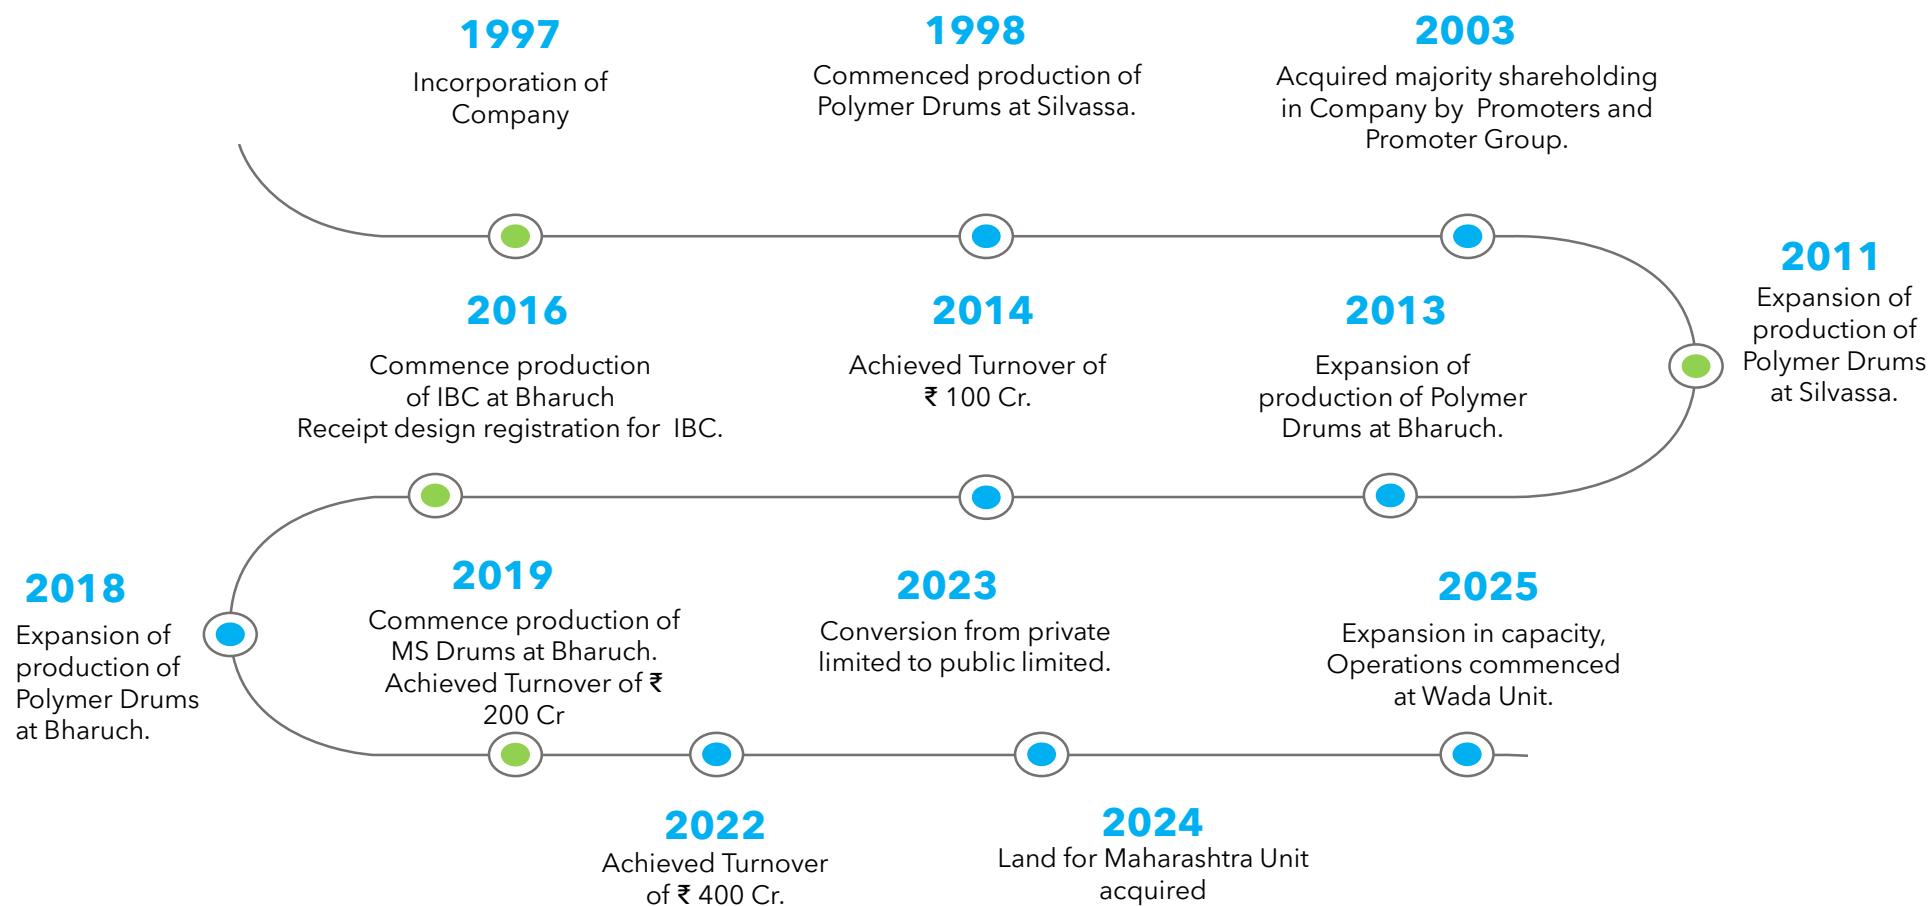 1997
Incorporation of
Company
1998
Commenced production of
Polymer Drums at Silvassa.
2003
Acquired majority shareholding
in Company by  Promoters and
Promoter Group.
2011
Expansion of
production of
Polymer Drums
at Silvassa.
2013
Expansion of
production of Polymer
Drums at Bharuch.
2014
Achieved Turnover of
₹ 100 Cr.
2016
Commence production
of IBC at Bharuch
Receipt design registration for  IBC.
2018
Expansion of
production of
Polymer Drums
at Bharuch.
2019
Commence production of
MS Drums at Bharuch.
Achieved Turnover of ₹
200 Cr
2022
Achieved Turnover
of ₹ 400 Cr.
2023
Conversion from private
limited to public limited.
2024
Land for Maharashtra Unit
acquired
2025
Expansion in capacity,
Operations commenced
at Wada Unit.